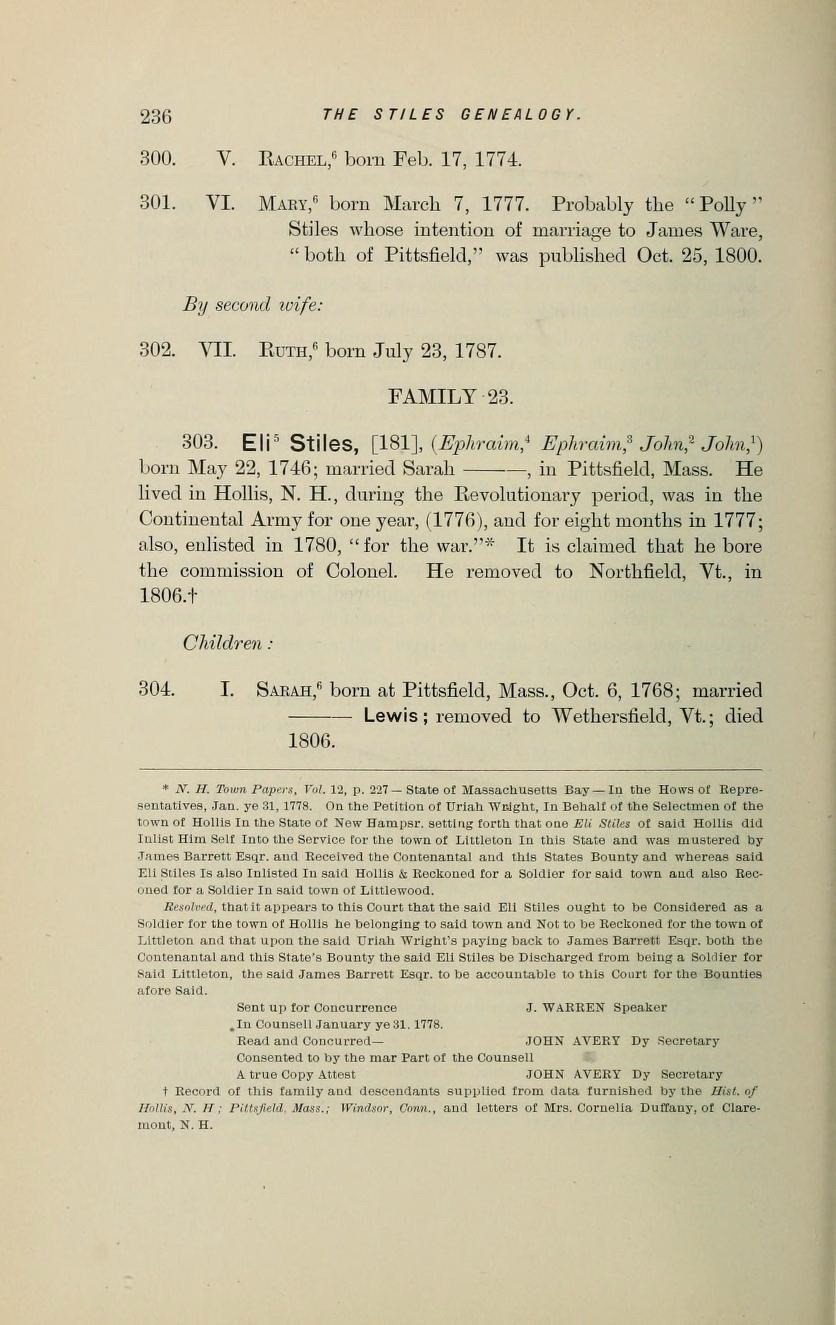 236 THE STILES GENEALOGY.
300. V. RACHEL,⁶ born Feb. 17, 1774.
301. VI. MARY,⁶ born March 7, 1777. Probably the “Polly”
Stiles whose intention of marriage to James Ware,
“both of Pittsfield,” was published Oct. 25, 1800.
By second wife:
302. VII. RUTH,⁶ born July 23, 1787.
FAMILY 23.
303. Eli⁵ Stiles, [181], (Ephraim,⁴ Ephraim,³ John,² John,¹)
born May 22, 1746; married Sarah ———, in Pittsfield, Mass. He
lived in Hollis, N. H., during the Revolutionary period, was in the
Continental Army for one year, (1776), and for eight months in 1777;
also, enlisted in 1780, “for the war.”* It is claimed that he bore
the commission of Colonel. He removed to Northfield, Vt., in
1806.†
Children:
304. I. SARAH,⁶ born at Pittsfield, Mass., Oct. 6, 1768; married
——— Lewis; removed to Wethersfield, Vt.; died
1806.
* N. H. Town Papers, Vol. 12, p. 227—State of Massachusetts Bay—In the Hows of Repre-
sentatives, Jan. ye 31, 1778. On the Petition of Uriah Wright, In Behalf of the Selectmen of the
town of Hollis In the State of New Hampsr. setting forth that one Eli Stiles of said Hollis did
Inlist Him Self Into the Service for the town of Littleton In this State and was mustered by
James Barrett Esqr. and Received the Contenantal and this States Bounty and whereas said
Eli Stiles Is also Inlisted In said Hollis & Reckoned for a Soldier for said town and also Rec-
oned for a Soldier In said town of Littlewood.
Resolved, that it appears to this Court that the said Eli Stiles ought to be Considered as a
Soldier for the town of Hollis he belonging to said town and Not to be Reckoned for the town of
Littleton and that upon the said Uriah Wright's paying back to James Barrett Esqr. both the
Contenantal and this State's Bounty the said Eli Stiles be Discharged from being a Soldier for
Said Littleton, the said James Barrett Esqr. to be accountable to this Court for the Bounties
afore Said.
Sent up for Concurrence J. WARREN Speaker
In Counsell January ye 31, 1778.
Read and Concurred— JOHN AVERY Dy Secretary
Consented to by the mar Part of the Counsell
A true Copy Attest JOHN AVERY Dy Secretary
† Record of this family and descendants supplied from data furnished by the Hist. of
Hollis, N. H; Pittsfield, Mass.; Windsor, Conn., and letters of Mrs. Cornelia Duffany, of Clare-
mont, N. H.